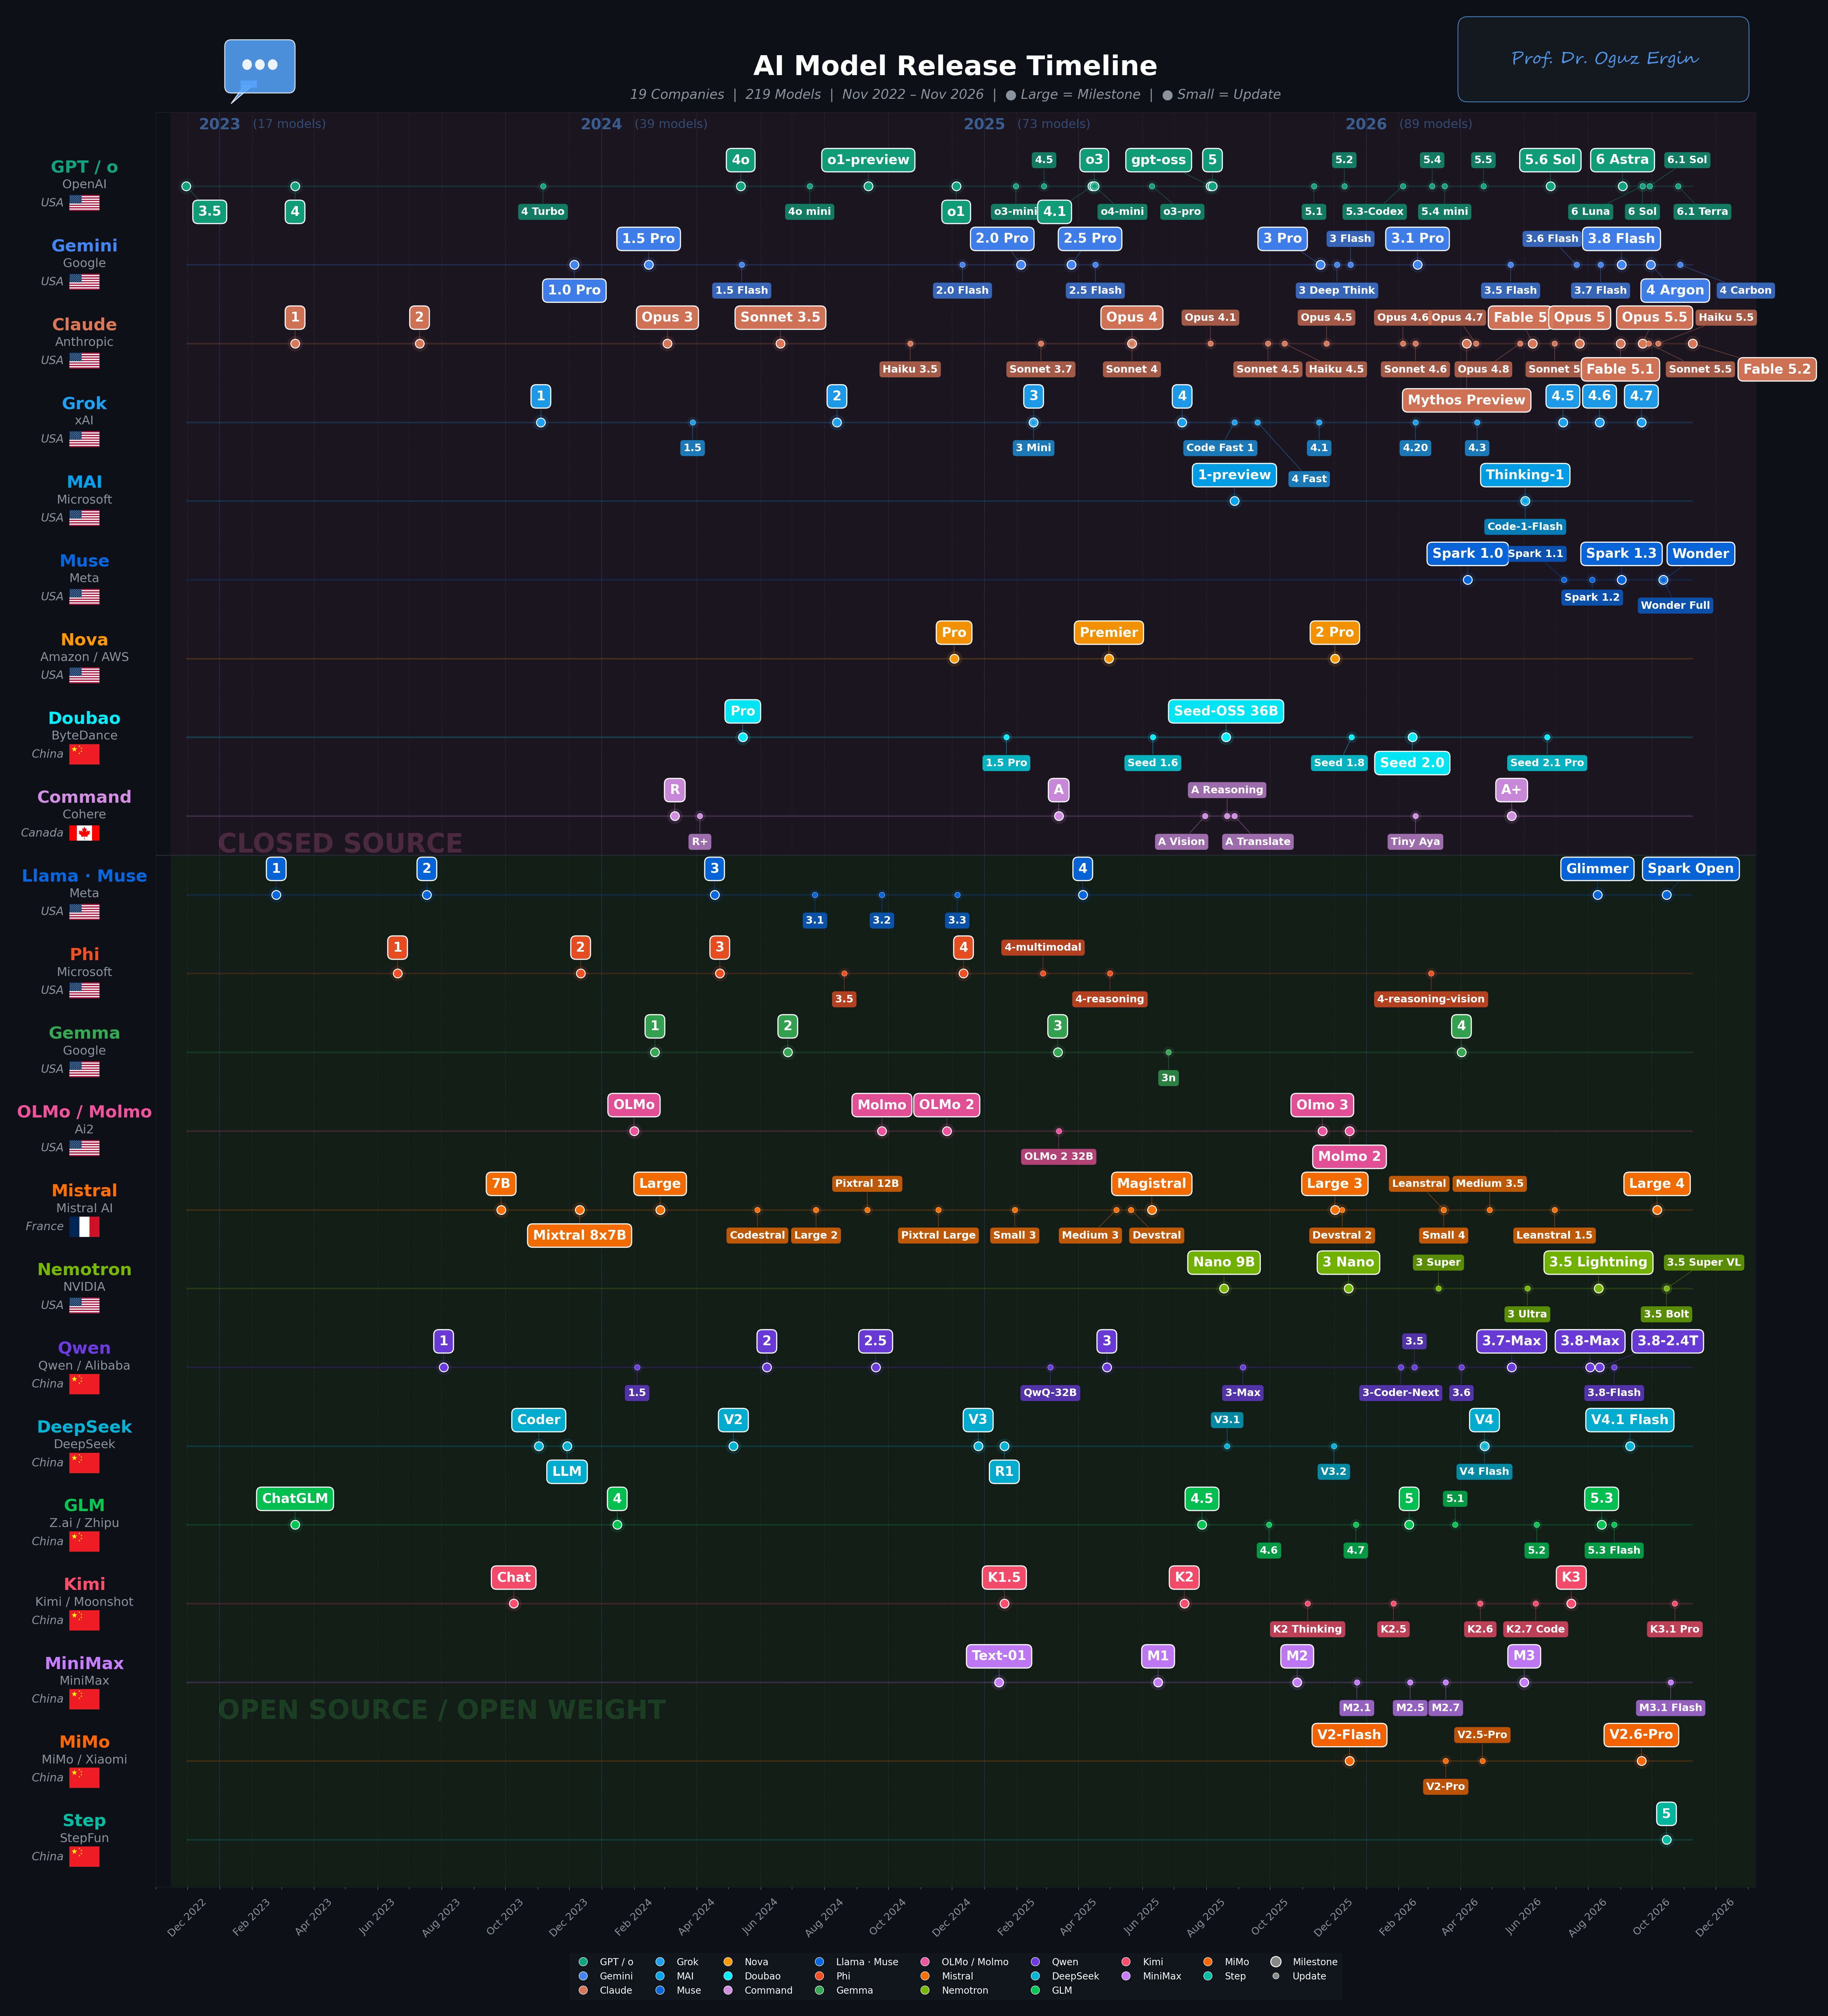 AI Model Release Timeline
Prof. Dr. Oguz Ergin
19 Companies | 219 Models | Nov 2022 – Nov 2026 | ● Large = Milestone | ● Small = Update
2023 (17 models) 2024 (39 models) 2025 (73 models) 2026 (89 models)
GPT / o
OpenAI
USA
4o o1-preview 4.5 o3 gpt-oss 5 5.2 5.4 5.5 5.6 Sol 6 Astra 6.1 Sol
3.5 4 4 Turbo 4o mini o1 o3-mini 4.1 o4-mini o3-pro 5.1 5.3-Codex 5.4 mini 6 Luna 6 Sol 6.1 Terra
Gemini
Google
USA
1.5 Pro 2.0 Pro 2.5 Pro 3 Pro 3 Flash 3.1 Pro 3.6 Flash 3.8 Flash
1.0 Pro 1.5 Flash 2.0 Flash 2.5 Flash 3 Deep Think 3.5 Flash 3.7 Flash 4 Argon 4 Carbon
Claude
Anthropic
USA
1 2 Opus 3 Sonnet 3.5 Opus 4 Opus 4.1 Opus 4.5 Opus 4.6 Opus 4.7 Fable 5 Opus 5 Opus 5.5 Haiku 5.5
Haiku 3.5 Sonnet 3.7 Sonnet 4 Sonnet 4.5 Haiku 4.5 Sonnet 4.6 Opus 4.8 Sonnet 5 Fable 5.1 Sonnet 5.5 Fable 5.2
Mythos Preview
Grok
xAI
USA
1 2 3 4 4.5 4.6 4.7
1.5 3 Mini Code Fast 1 4.1 4.20 4.3
4 Fast
MAI
Microsoft
USA
1-preview Thinking-1
Code-1-Flash
Muse
Meta
USA
Spark 1.0 Spark 1.1 Spark 1.3 Wonder
Spark 1.2 Wonder Full
Nova
Amazon / AWS
USA
Pro Premier 2 Pro
Doubao
ByteDance
China
Pro Seed-OSS 36B
1.5 Pro Seed 1.6 Seed 1.8 Seed 2.0 Seed 2.1 Pro
Command
Cohere
Canada
R A A Reasoning A+
R+ A Vision A Translate Tiny Aya
CLOSED SOURCE
Llama · Muse
Meta
USA
1 2 3 4 Glimmer Spark Open
3.1 3.2 3.3
Phi
Microsoft
USA
1 2 3 4 4-multimodal
3.5 4-reasoning 4-reasoning-vision
Gemma
Google
USA
1 2 3 4
3n
OLMo / Molmo
Ai2
USA
OLMo Molmo OLMo 2 Olmo 3
OLMo 2 32B Molmo 2
Mistral
Mistral AI
France
7B Large Pixtral 12B Magistral Large 3 Leanstral Medium 3.5 Large 4
Mixtral 8x7B Codestral Large 2 Pixtral Large Small 3 Medium 3 Devstral Devstral 2 Small 4 Leanstral 1.5
Nemotron
NVIDIA
USA
Nano 9B 3 Nano 3 Super 3.5 Lightning 3.5 Super VL
3 Ultra 3.5 Bolt
Qwen
Qwen / Alibaba
China
1 2 2.5 3 3.5 3.7-Max 3.8-Max 3.8-2.4T
1.5 QwQ-32B 3-Max 3-Coder-Next 3.6 3.8-Flash
DeepSeek
DeepSeek
China
Coder V2 V3 V3.1 V4 V4.1 Flash
LLM R1 V3.2 V4 Flash
GLM
Z.ai / Zhipu
China
ChatGLM 4 4.5 5 5.1 5.3
4.6 4.7 5.2 5.3 Flash
Kimi
Kimi / Moonshot
China
Chat K1.5 K2 K3
K2 Thinking K2.5 K2.6 K2.7 Code K3.1 Pro
MiniMax
MiniMax
China
Text-01 M1 M2 M3
M2.1 M2.5 M2.7 M3.1 Flash
OPEN SOURCE / OPEN WEIGHT
MiMo
MiMo / Xiaomi
China
V2-Flash V2.5-Pro V2.6-Pro
V2-Pro
Step
StepFun
China
5
Dec 2022 Feb 2023 Apr 2023 Jun 2023 Aug 2023 Oct 2023 Dec 2023 Feb 2024 Apr 2024 Jun 2024 Aug 2024 Oct 2024 Dec 2024 Feb 2025 Apr 2025 Jun 2025 Aug 2025 Oct 2025 Dec 2025 Feb 2026 Apr 2026 Jun 2026 Aug 2026 Oct 2026 Dec 2026
GPT / o Grok Nova Llama · Muse OLMo / Molmo Qwen Kimi MiMo Milestone
Gemini MAI Doubao Phi Mistral DeepSeek MiniMax Step Update
Claude Muse Command Gemma Nemotron GLM